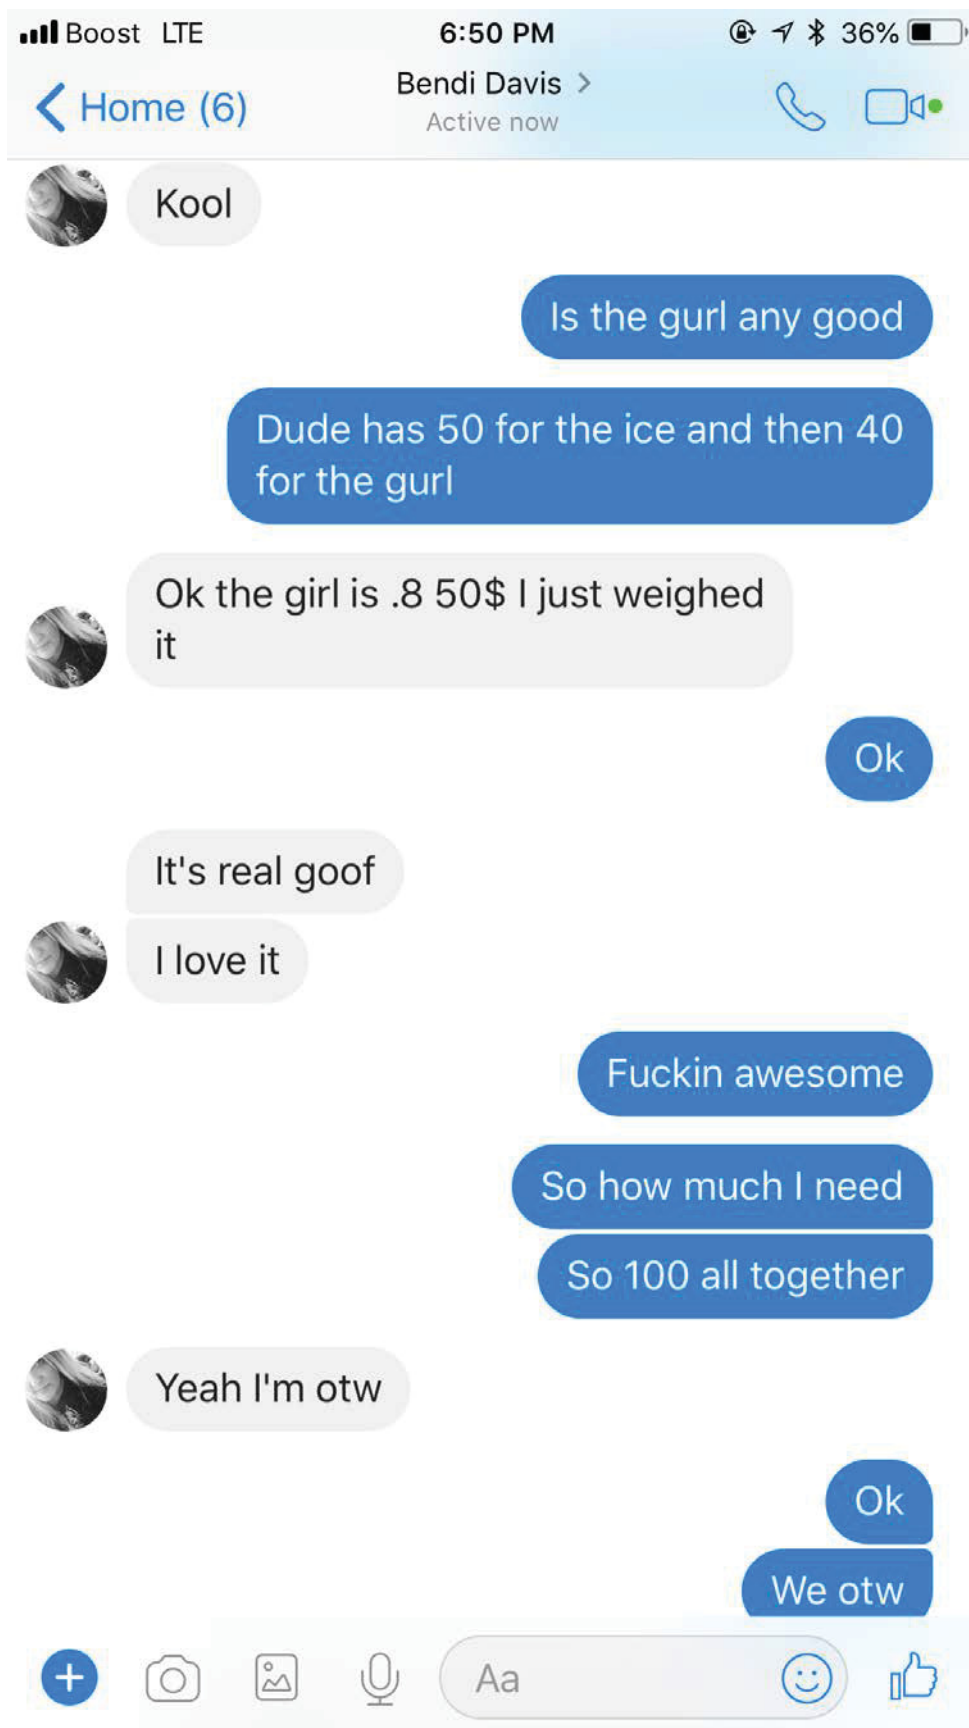 Boost LTE 6:50 PM 36%
Home (6) Bendi Davis
Active now
Kool
Is the gurl any good
Dude has 50 for the ice and then 40
for the gurl
Ok the girl is .8 50$ I just weighed
it
Ok
It's real goof
I love it
Fuckin awesome
So how much I need
So 100 all together
Yeah I'm otw
Ok
We otw
Aa